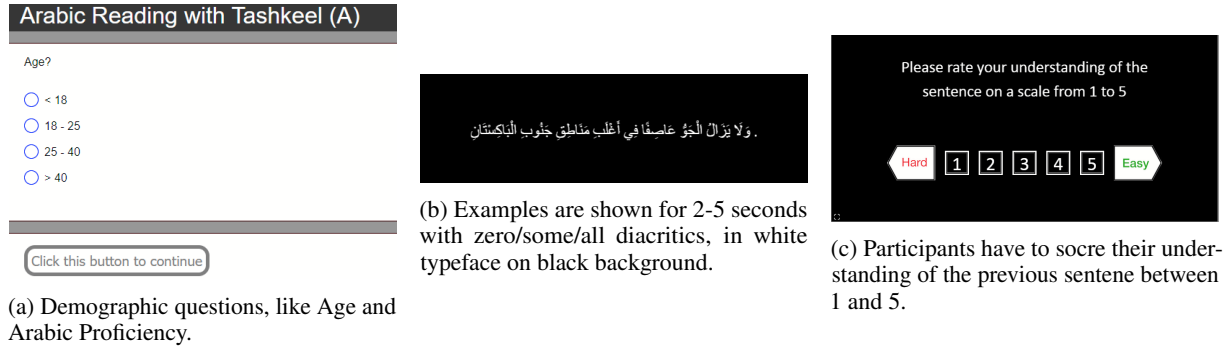 Arabic Reading with Tashkeel (A)
Age?
< 18
18 - 25
25 - 40
> 40
Click this button to continue
(a) Demographic questions, like Age and
Arabic Proficiency.
وَلَا يَزَالُ الْجَوُّ عَاصِفًا فِي أَغْلَبِ مَنَاطِقِ جَنُوبِ الْبَاكِسْتَانِ .
(b) Examples are shown for 2-5 seconds
with zero/some/all diacritics, in white
typeface on black background.
Please rate your understanding of the
sentence on a scale from 1 to 5
Hard 1 2 3 4 5 Easy
(c) Participants have to socre their under-
standing of the previous sentene between
1 and 5.